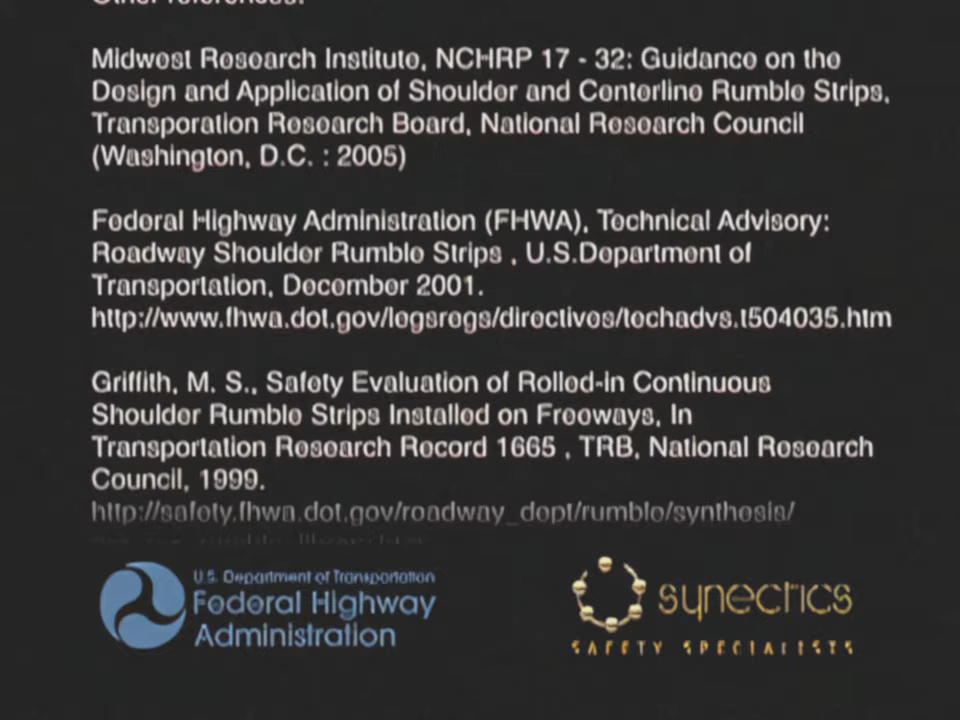 Other references:
Midwest Research Institute, NCHRP 17 - 32: Guidance on the
Design and Application of Shoulder and Centerline Rumble Strips,
Transporation Research Board, National Research Council
(Washington, D.C. : 2005)
Federal Highway Administration (FHWA), Technical Advisory:
Roadway Shoulder Rumble Strips , U.S.Department of
Transportation, December 2001.
http://www.fhwa.dot.gov/legsregs/directives/techadvs.t504035.htm
Griffith, M. S., Safety Evaluation of Rolled-in Continuous
Shoulder Rumble Strips Installed on Freeways, In
Transportation Research Record 1665 , TRB, National Research
Council, 1999.
http://safety.fhwa.dot.gov/roadway_dept/rumble/synthesis/
U.S. Department of Transportation
Federal Highway
Administration
synectics
SAFETY SPECIALISTS